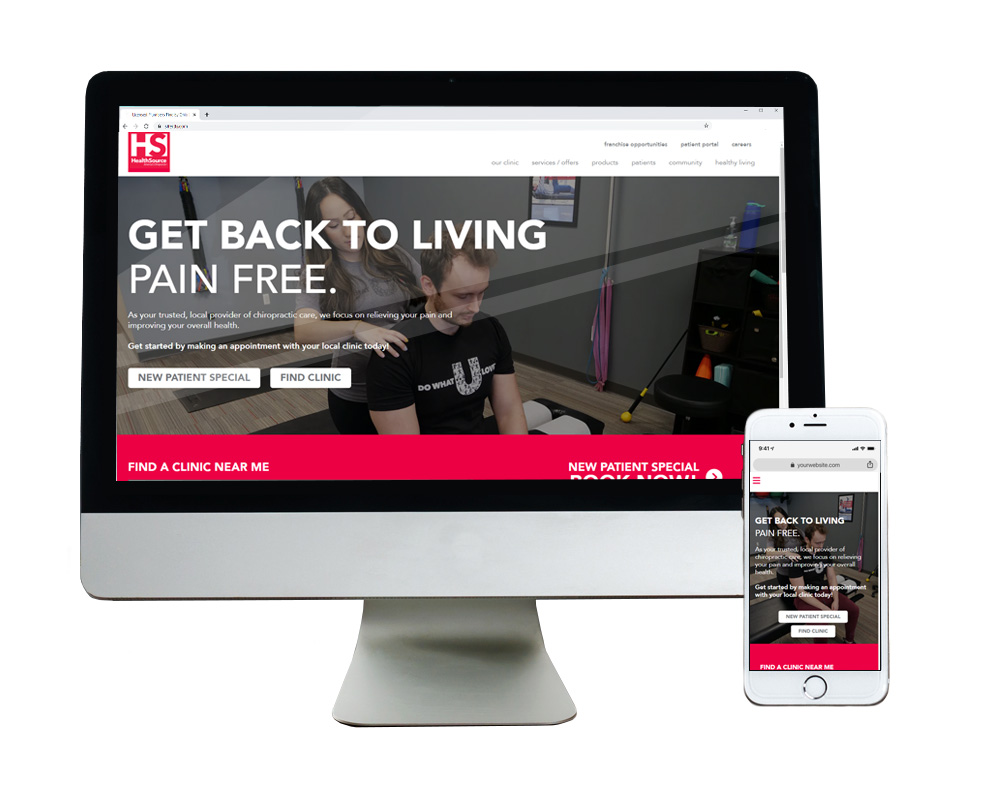 HS
HealthSource
franchise opportunities patient portal careers
our clinic services / offers products patients community healthy living
GET BACK TO LIVING
PAIN FREE.
As your trusted, local provider of chiropractic care, we focus on relieving your pain and
improving your overall health.
Get started by making an appointment with your local clinic today!
NEW PATIENT SPECIAL FIND CLINIC
DO WHAT U LOVE
FIND A CLINIC NEAR ME
NEW PATIENT SPECIAL
BOOK NOW!
9:41
yourwebsite.com
GET BACK TO LIVING
PAIN FREE.
As your trusted, local provider of
chiropractic care, we focus on relieving
your pain and improving your overall
health.
Get started by making an appointment
with your local clinic today!
NEW PATIENT SPECIAL
FIND CLINIC
FIND A CLINIC NEAR ME